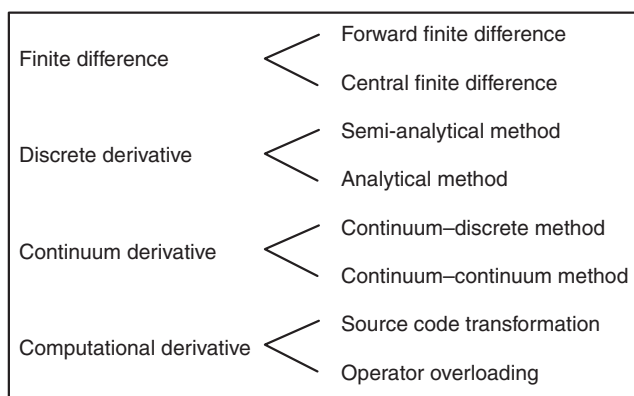 Finite difference
Forward finite difference
Central finite difference
Discrete derivative
Semi-analytical method
Analytical method
Continuum derivative
Continuum–discrete method
Continuum–continuum method
Computational derivative
Source code transformation
Operator overloading